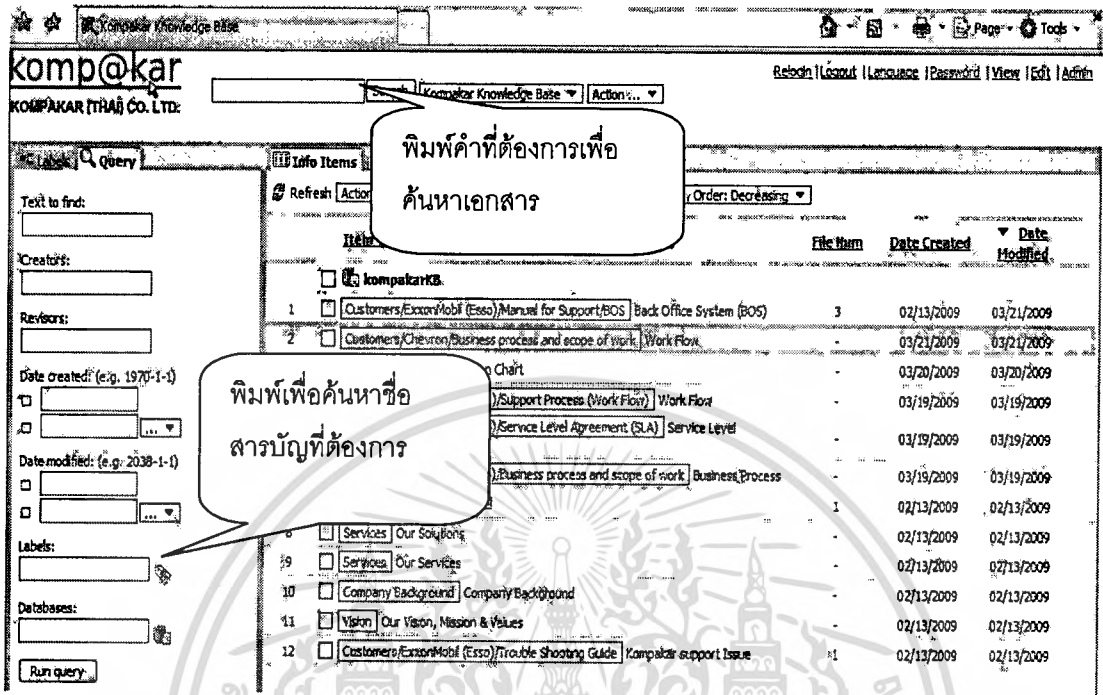 Kompakar Knowledge Base
Page Tools
komp@kar
KOMPAKAR (THAI) CO. LTD.
Relogin | Logout | Language | Password | View | Edit | Admin
Kompakar Knowledge Base Action...
พิมพ์คำที่ต้องการเพื่อ
ค้นหาเอกสาร
Labels Query
Info Items
Refresh Action
Order: Decreasing
Text to find:
Item
File Num Date Created Date Modified
Creators:
kompakarKB
1 Customers/ExxonMobil (Esso)/Manual for Support/BOS Back Office System (BOS) 3 02/13/2009 03/21/2009
Revisors:
2 Customers/Chevron/Business process and scope of work Work Flow - 03/21/2009 03/21/2009
Date created: (e.g. 1970-1-1)
Chart - 03/20/2009 03/20/2009
พิมพ์เพื่อค้นหาชื่อ
สารบัญที่ต้องการ
)/Support Process (Work Flow) Work Flow - 03/19/2009 03/19/2009
...
)/Service Level Agreement (SLA) Service Level - 03/19/2009 03/19/2009
Date modified: (e.g. 2038-1-1)
)/Business process and scope of work Business Process - 03/19/2009 03/19/2009
...
1 02/13/2009 02/13/2009
8 Services Our Solutions - 02/13/2009 02/13/2009
Labels:
9 Services Our Services - 02/13/2009 02/13/2009
10 Company Background Company Background - 02/13/2009 02/13/2009
Databases:
11 Vision Our Vision, Mission & Values - 02/13/2009 02/13/2009
12 Customers/ExxonMobil (Esso)/Trouble Shooting Guide Kompakar support Issue 1 02/13/2009 02/13/2009
Run query